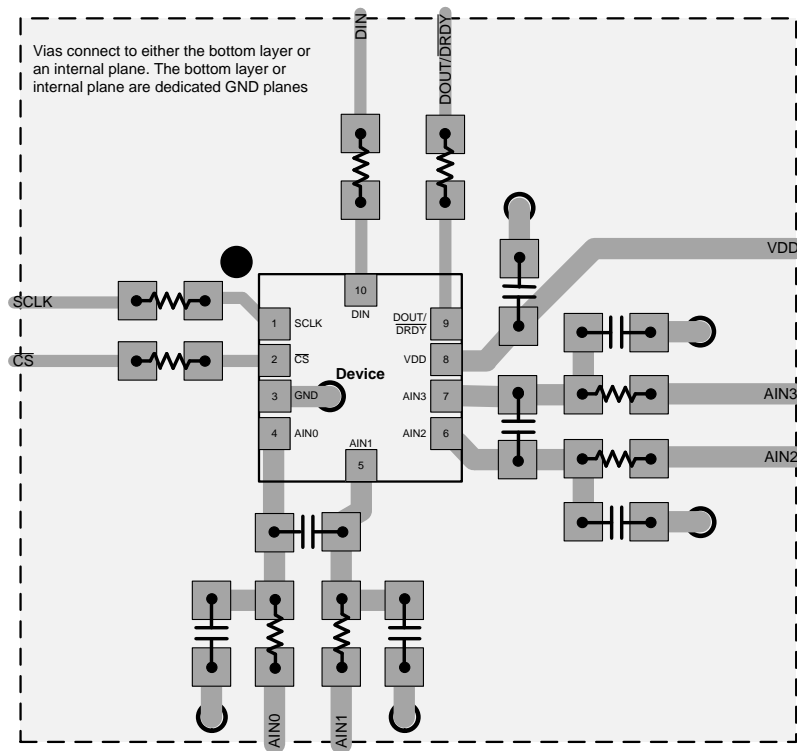 Vias connect to either the bottom layer or
an internal plane. The bottom layer or
internal plane are dedicated GND planes
DIN
DOUT/DRDY
VDD
SCLK
CS
10
DIN
1
SCLK
DOUT/
DRDY
9
2
CS
VDD
8
Device
3
GND
AIN3
7
AIN3
4
AIN0
AIN1
AIN2
6
5
AIN2
AIN0
AIN1